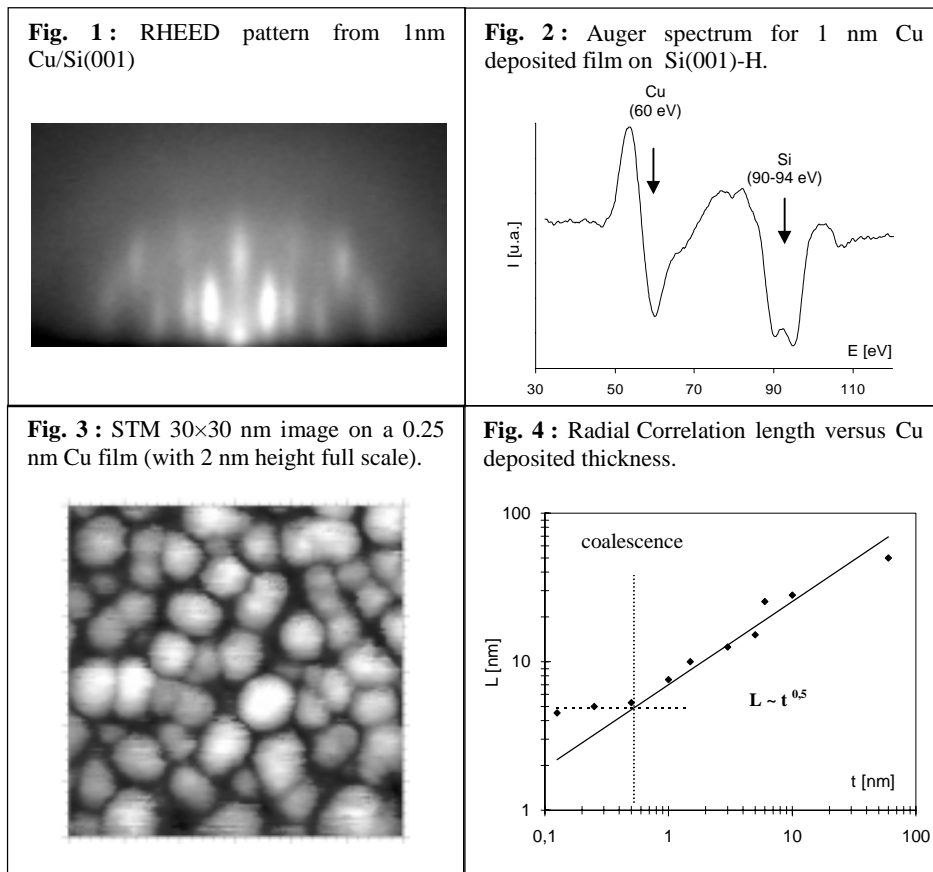 Fig. 1 : RHEED pattern from 1nm
Cu/Si(001)
Fig. 2 : Auger spectrum for 1 nm Cu
deposited film on Si(001)-H.
Cu
(60 eV)
Si
(90-94 eV)
I [u.a.]
E [eV]
30 50 70 90 110
Fig. 3 : STM 30×30 nm image on a 0.25
nm Cu film (with 2 nm height full scale).
Fig. 4 : Radial Correlation length versus Cu
deposited thickness.
100
coalescence
L [nm]
10
L ~ t 0,5
t [nm]
1
0,1 1 10 100